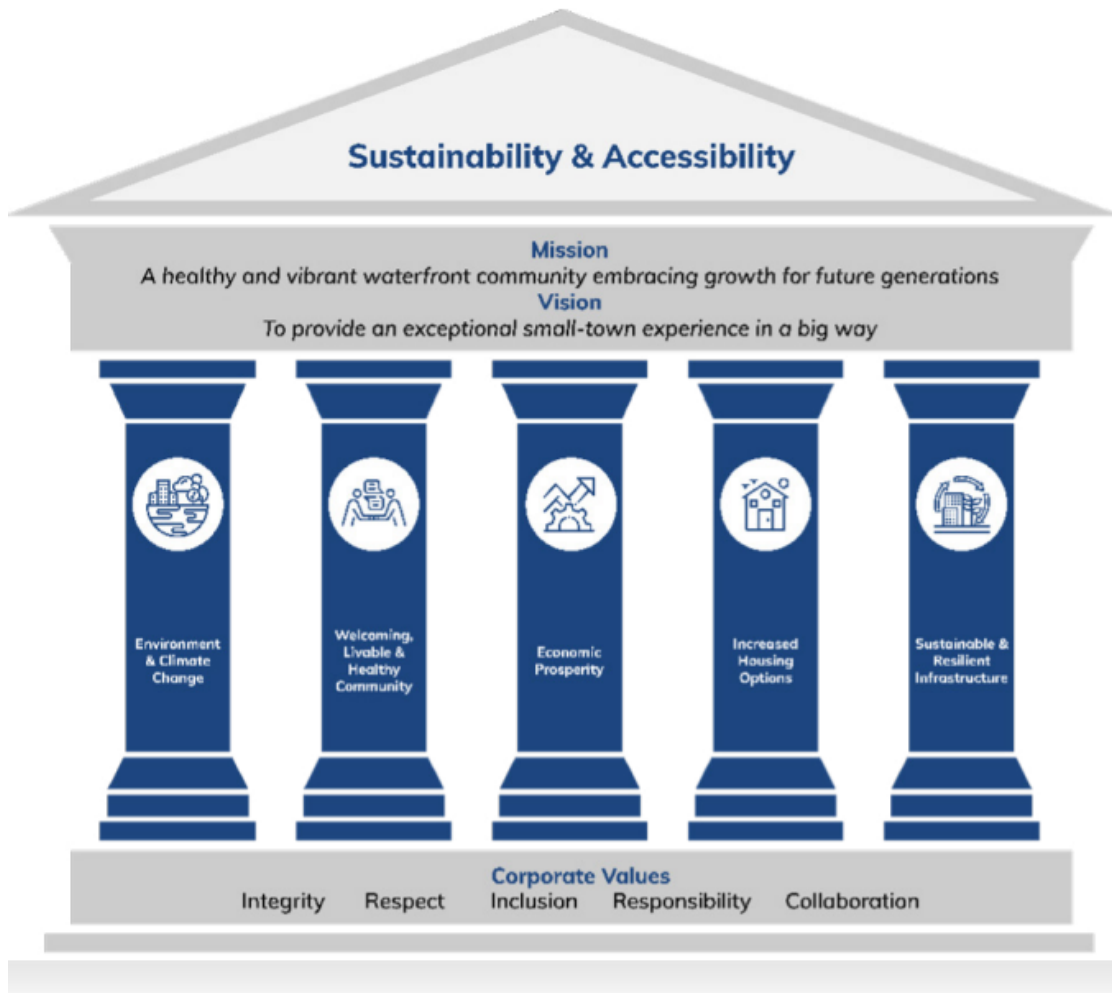 Sustainability & Accessibility
Mission
A healthy and vibrant waterfront community embracing growth for future generations
Vision
To provide an exceptional small-town experience in a big way
Environment
& Climate
Change
Welcoming,
Livable &
Healthy
Community
Economic
Prosperity
Increased
Housing
Options
Sustainable &
Resilient
Infrastructure
Corporate Values
Integrity Respect Inclusion Responsibility Collaboration